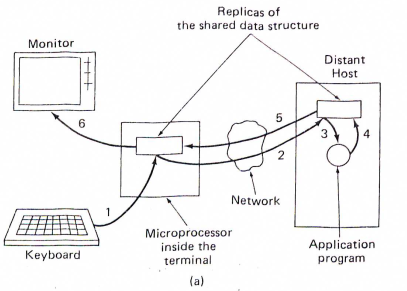 Replicas of
the shared data structure
Monitor
Distant
Host
6
5
2
3
4
1
Network
Keyboard
Microprocessor
inside the
terminal
Application
program
(a)